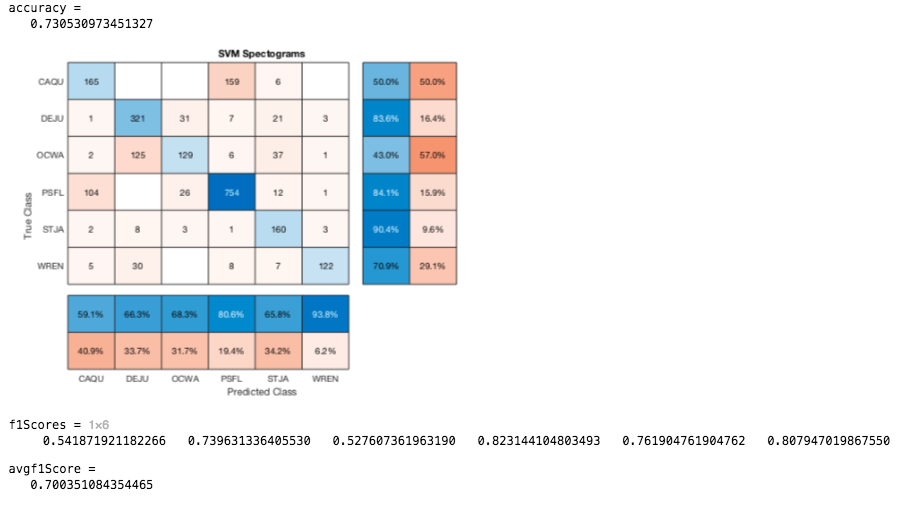 accuracy =
0.730530973451327
SVM Spectograms
CAQU 165 159 6 50.0% 50.0%
DEJU 1 321 31 7 21 3 83.6% 16.4%
OCWA 2 125 129 6 37 1 43.0% 57.0%
PSFL 104 26 754 12 1 84.1% 15.9%
STJA 2 8 3 1 160 3 90.4% 9.6%
WREN 5 30 8 7 122 70.9% 29.1%
True Class
59.1% 66.3% 68.3% 80.6% 65.8% 93.8%
40.9% 33.7% 31.7% 19.4% 34.2% 6.2%
CAQU DEJU OCWA PSFL STJA WREN
Predicted Class
f1Scores = 1x6
0.541871921182266 0.739631336405530 0.527607361963190 0.823144104803493 0.761904761904762 0.807947019867550
avgf1Score =
0.700351084354465